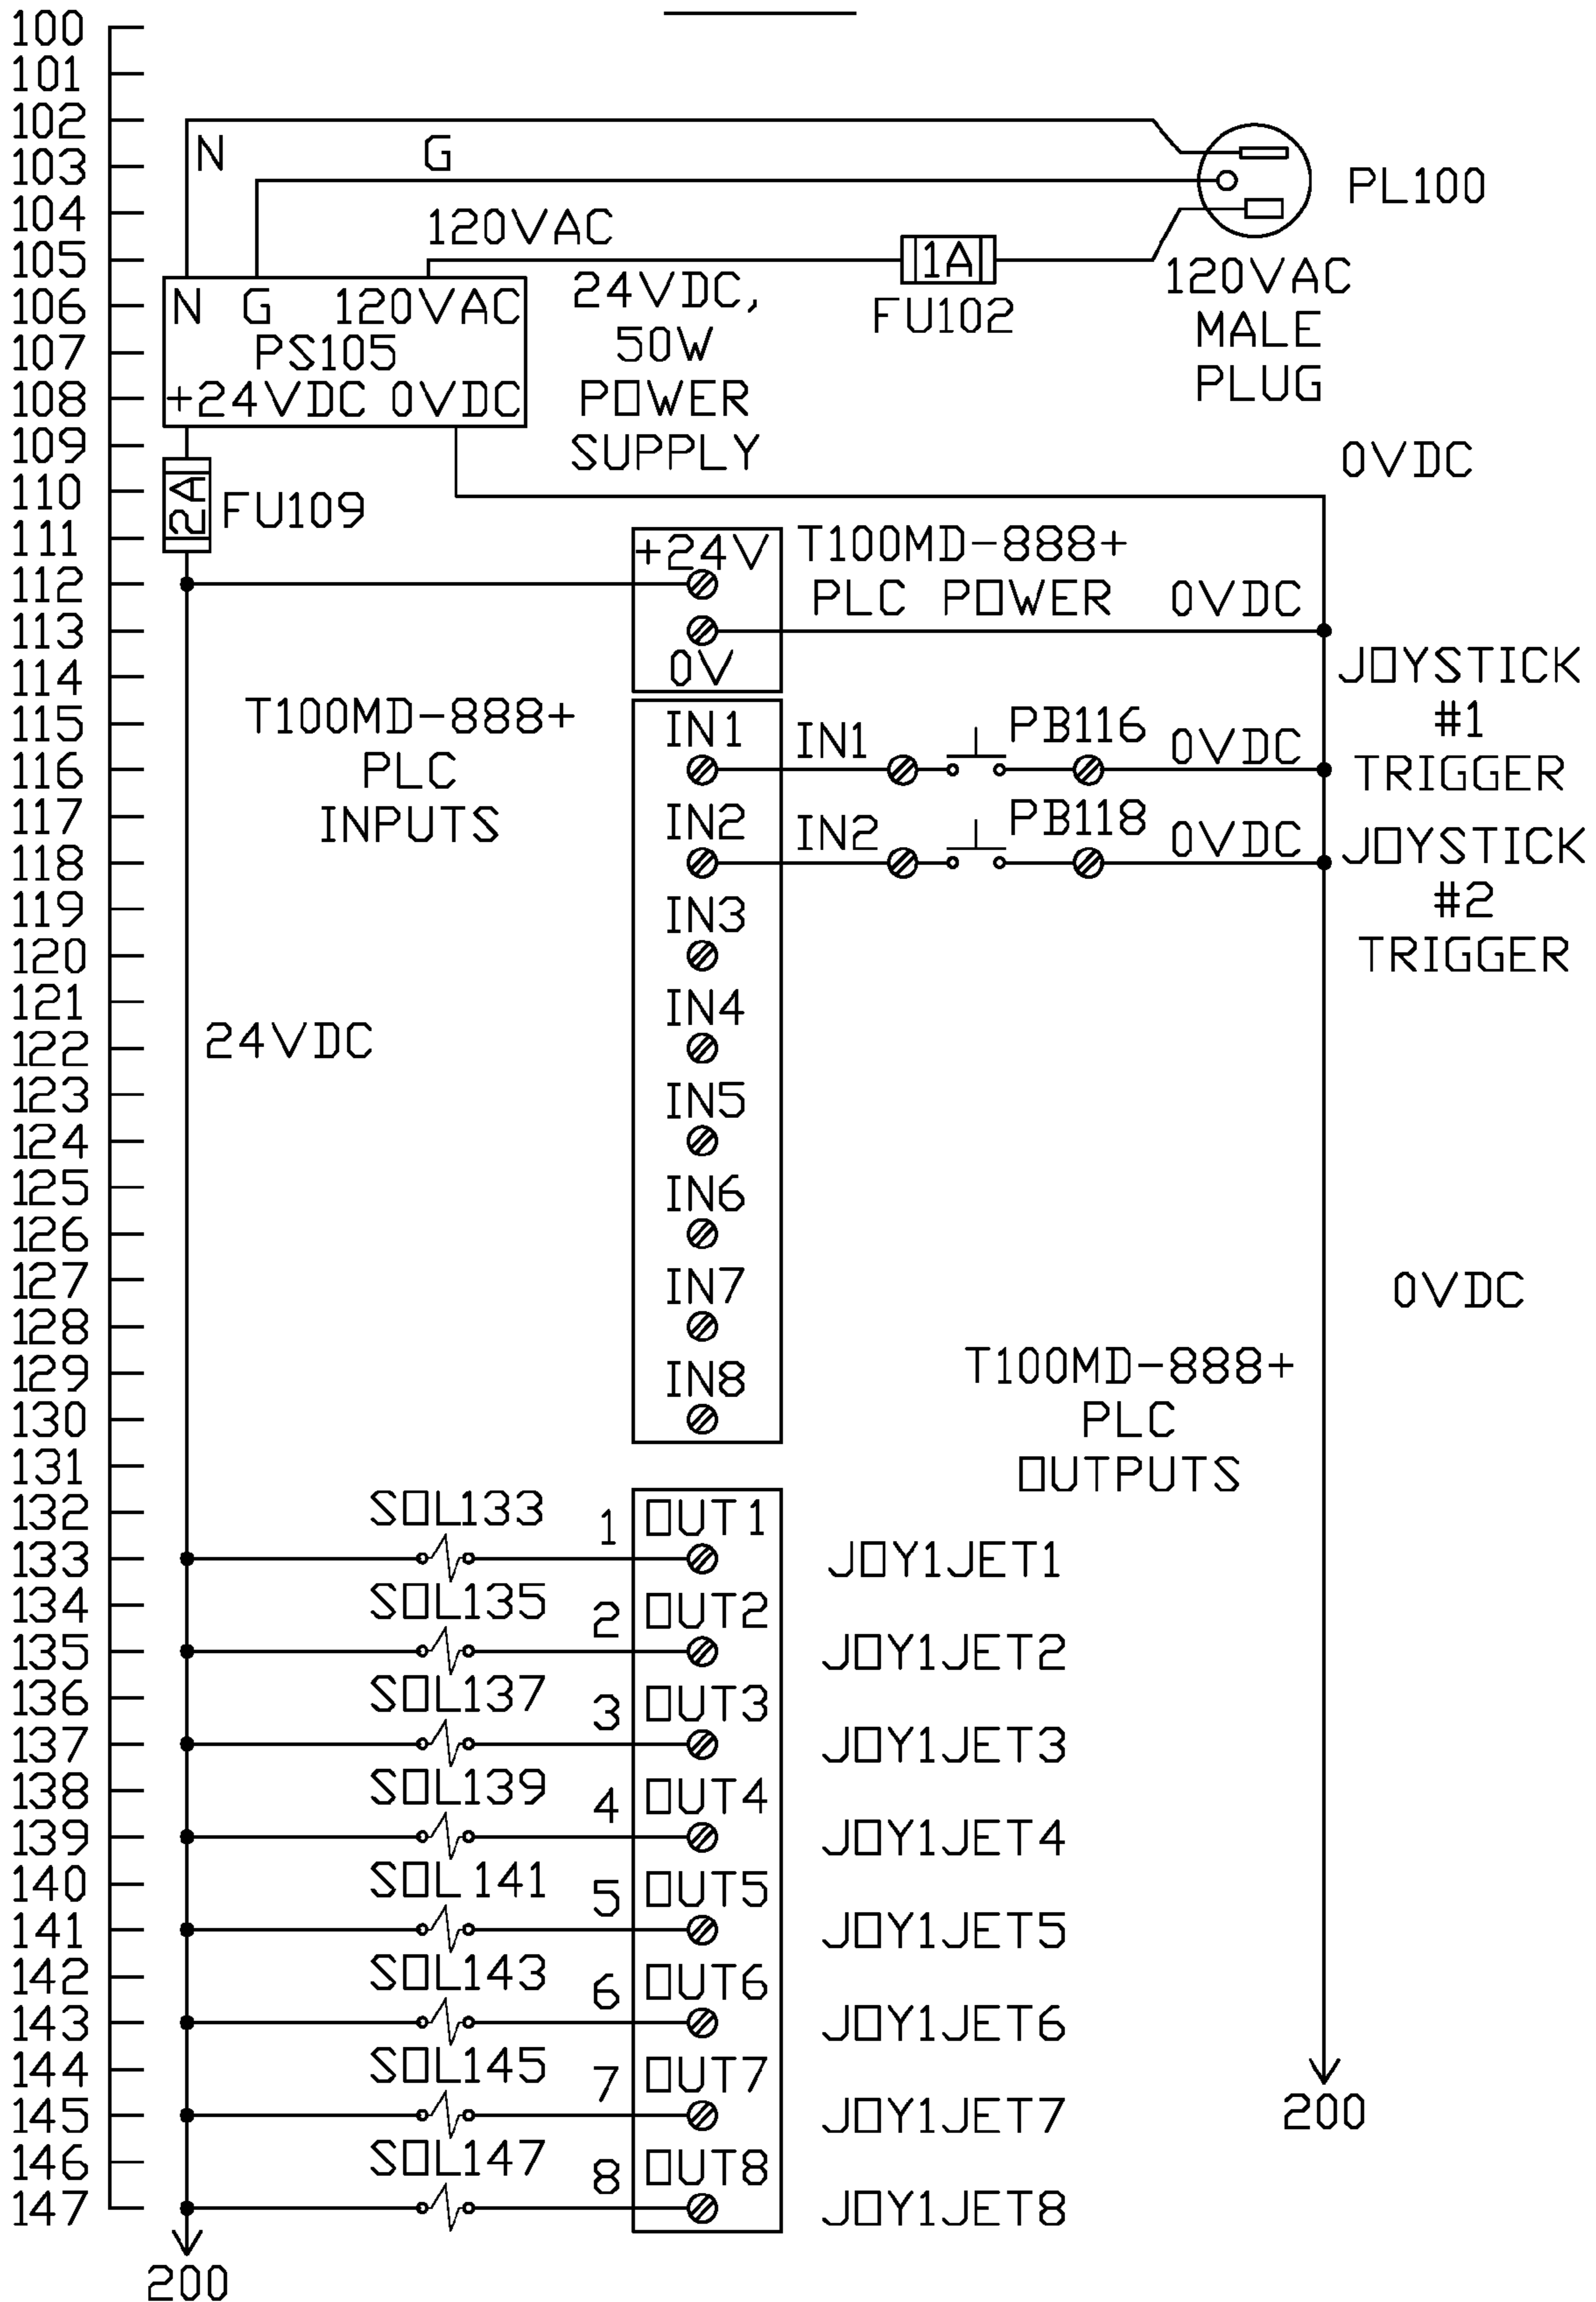 100
101
102
103
104
105
106
107
108
109
110
111
112
113
114
115
116
117
118
119
120
121
122
123
124
125
126
127
128
129
130
131
132
133
134
135
136
137
138
139
140
141
142
143
144
145
146
147
N
G
PL100
120VAC
1A
FU102
120VAC
MALE
PLUG
N G 120VAC
PS105
+24VDC 0VDC
24VDC,
50W
POWER
SUPPLY
0VDC
2A
FU109
+24V
0V
T100MD-888+
PLC POWER
0VDC
T100MD-888+
PLC
INPUTS
IN1
IN1
PB116
0VDC
JOYSTICK
#1
TRIGGER
IN2
IN2
PB118
0VDC
JOYSTICK
#2
TRIGGER
IN3
IN4
24VDC
IN5
IN6
IN7
0VDC
IN8
T100MD-888+
PLC
OUTPUTS
SOL133
1
OUT1
JOY1JET1
SOL135
2
OUT2
JOY1JET2
SOL137
3
OUT3
JOY1JET3
SOL139
4
OUT4
JOY1JET4
SOL141
5
OUT5
JOY1JET5
SOL143
6
OUT6
JOY1JET6
SOL145
7
OUT7
JOY1JET7
200
SOL147
8
OUT8
JOY1JET8
200